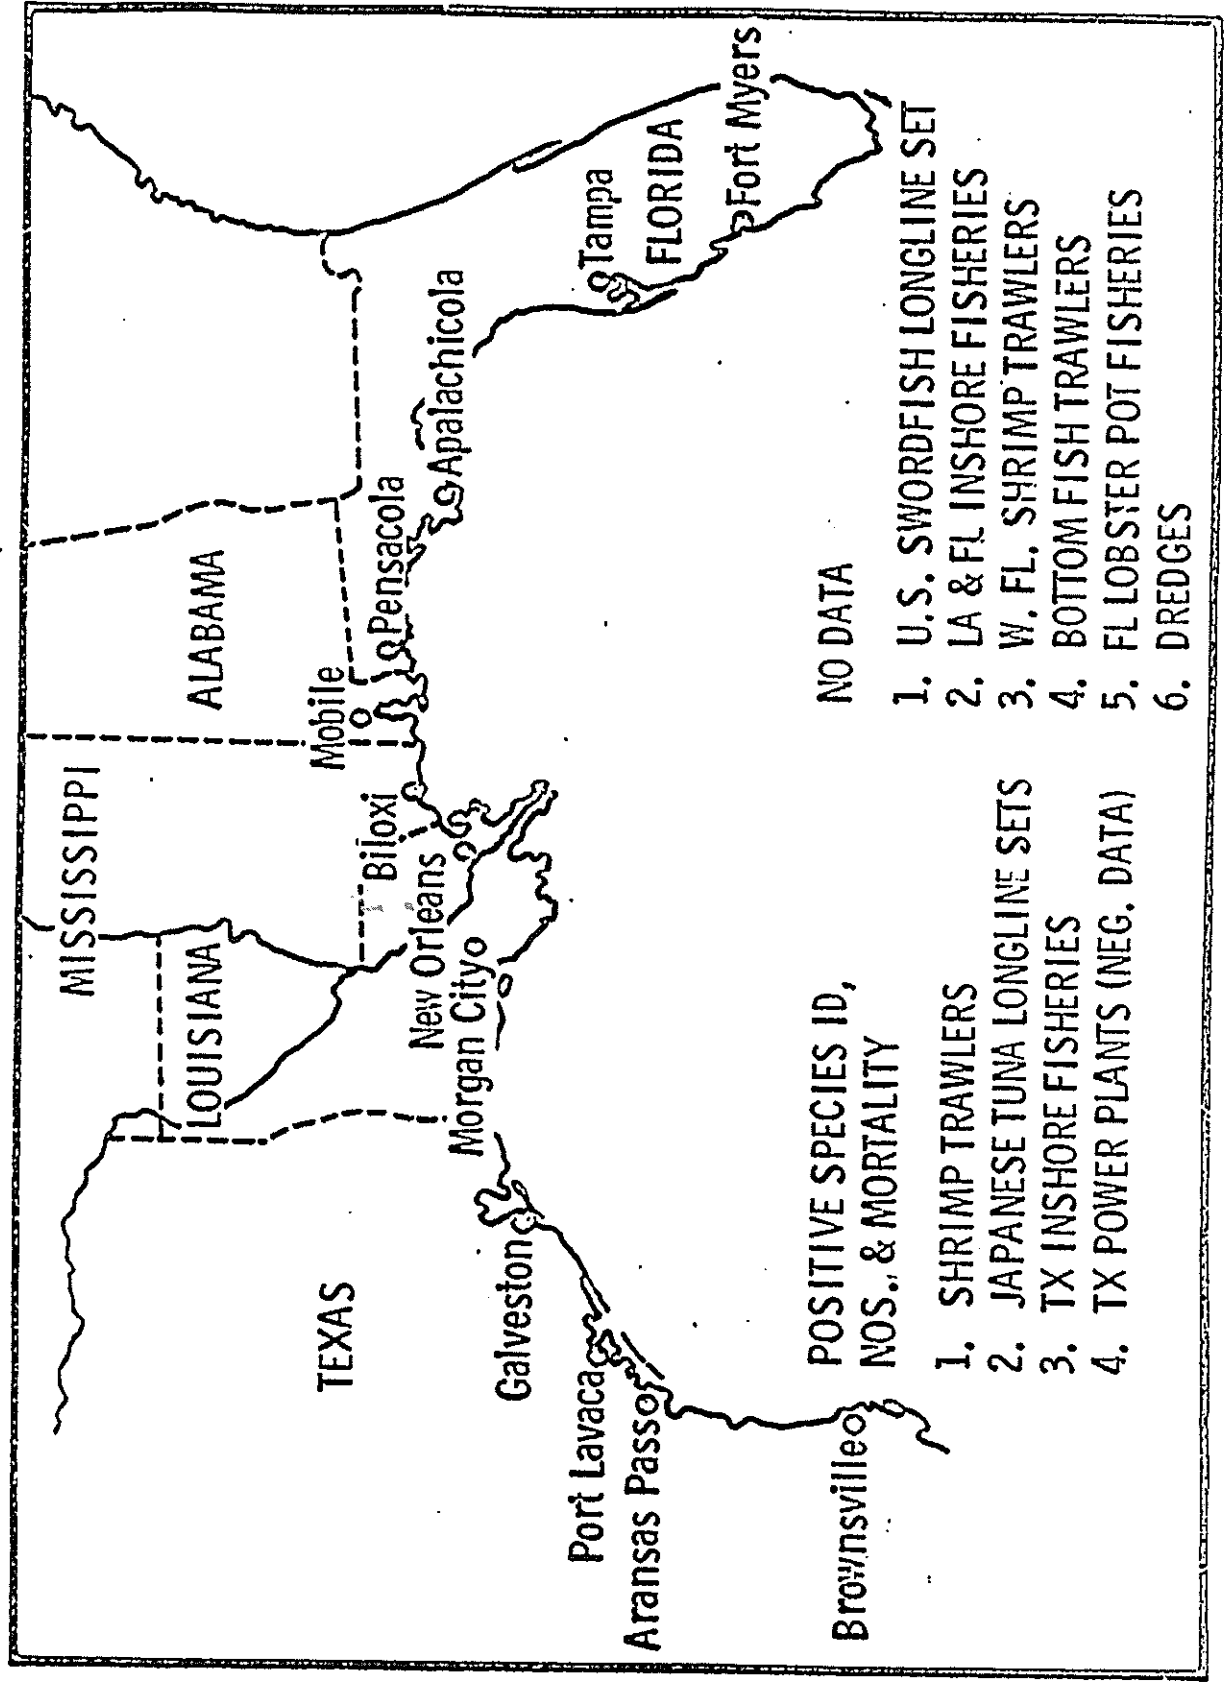 MISSISSIPPI
ALABAMA
LOUISIANA
TEXAS
FLORIDA
Mobile
Pensacola
Biloxi
New Orleans
Morgan City
Apalachicola
Tampa
Fort Myers
Galveston
Port Lavaca
Aransas Pass
Brownsville
POSITIVE SPECIES ID,
NOS., & MORTALITY
1. SHRIMP TRAWLERS
2. JAPANESE TUNA LONGLINE SETS
3. TX INSHORE FISHERIES
4. TX POWER PLANTS (NEG. DATA)
NO DATA
1. U.S. SWORDFISH LONGLINE SET
2. LA & FL INSHORE FISHERIES
3. W. FL. SHRIMP TRAWLERS
4. BOTTOM FISH TRAWLERS
5. FL LOBSTER POT FISHERIES
6. DREDGES